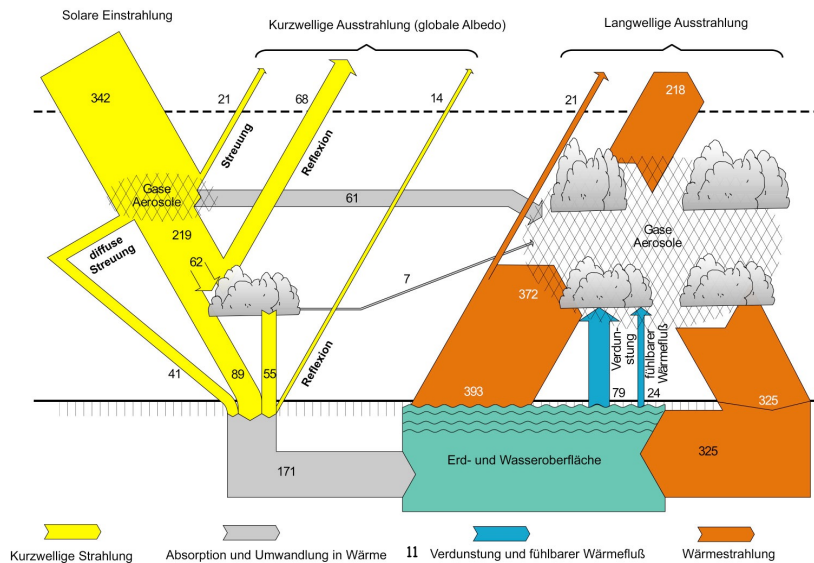 Solare Einstrahlung
Kurzwellige Ausstrahlung (globale Albedo)
Langwellige Ausstrahlung
342
21
68
14
21
218
Streuung
Reflexion
Gase
Aerosole
61
219
diffuse
Streuung
62
Gase
Aerosole
7
372
Verdun-
stung
fühlbarer
Wärmefluß
41
89
55
Reflexion
393
79
24
325
171
Erd- und Wasseroberfläche
325
Kurzwellige Strahlung
Absorption und Umwandlung in Wärme
11
Verdunstung und fühlbarer Wärmefluß
Wärmestrahlung